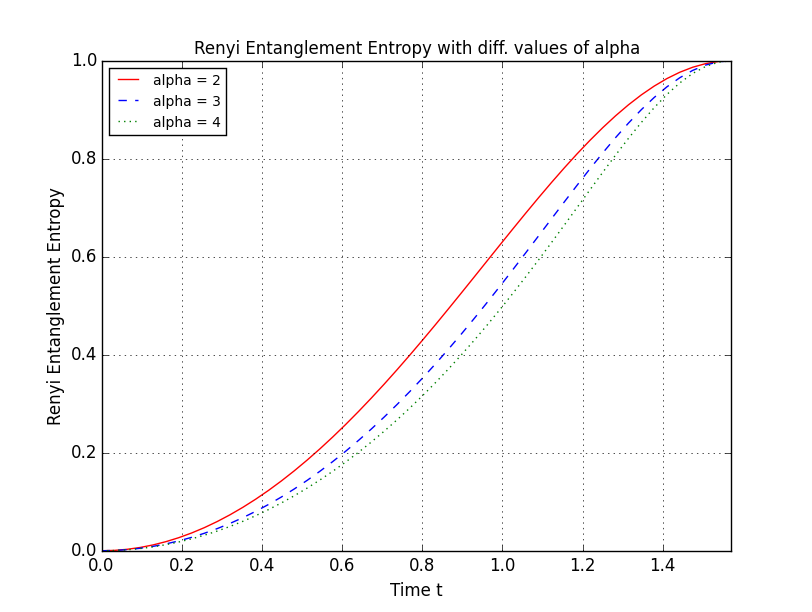 Renyi Entanglement Entropy with diff. values of alpha
alpha = 2
alpha = 3
alpha = 4
1.0
0.8
0.6
0.4
0.2
0.0
Renyi Entanglement Entropy
0.0 0.2 0.4 0.6 0.8 1.0 1.2 1.4
Time t